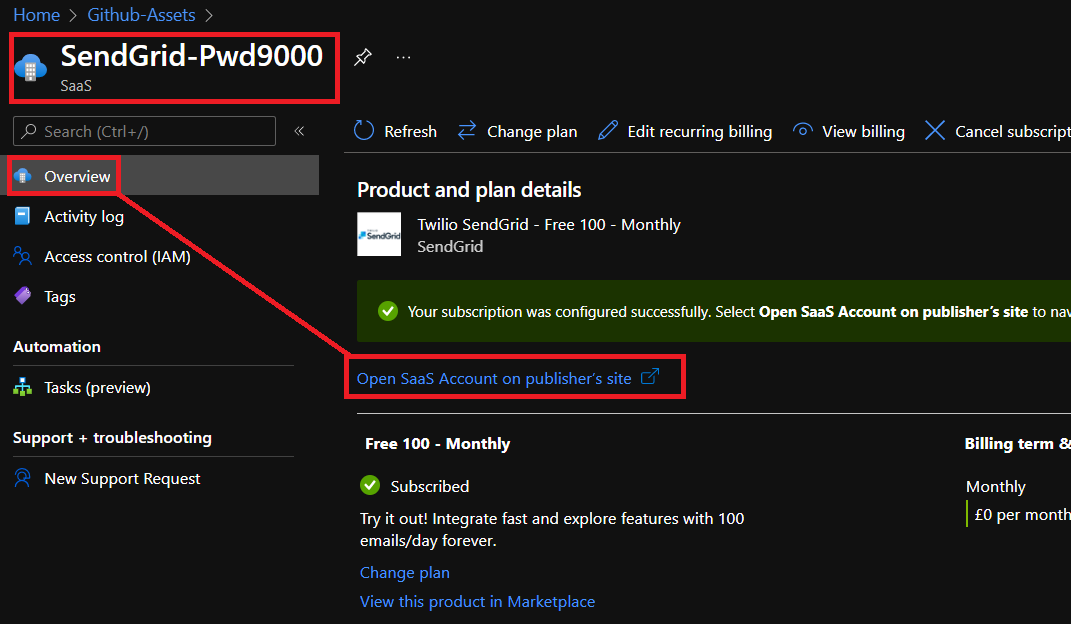 Home > Github-Assets >
SendGrid-Pwd9000
SaaS
...
Search (Ctrl+/)
«
Overview
Activity log
Access control (IAM)
Tags
Automation
Tasks (preview)
Support + troubleshooting
New Support Request
Refresh Change plan Edit recurring billing View billing Cancel subscript
Product and plan details
SendGrid
Twilio SendGrid - Free 100 - Monthly
SendGrid
Your subscription was configured successfully. Select Open SaaS Account on publisher's site to nav
Open SaaS Account on publisher's site
Free 100 - Monthly
Subscribed
Try it out! Integrate fast and explore features with 100
emails/day forever.
Change plan
View this product in Marketplace
Billing term &
Monthly
£0 per month